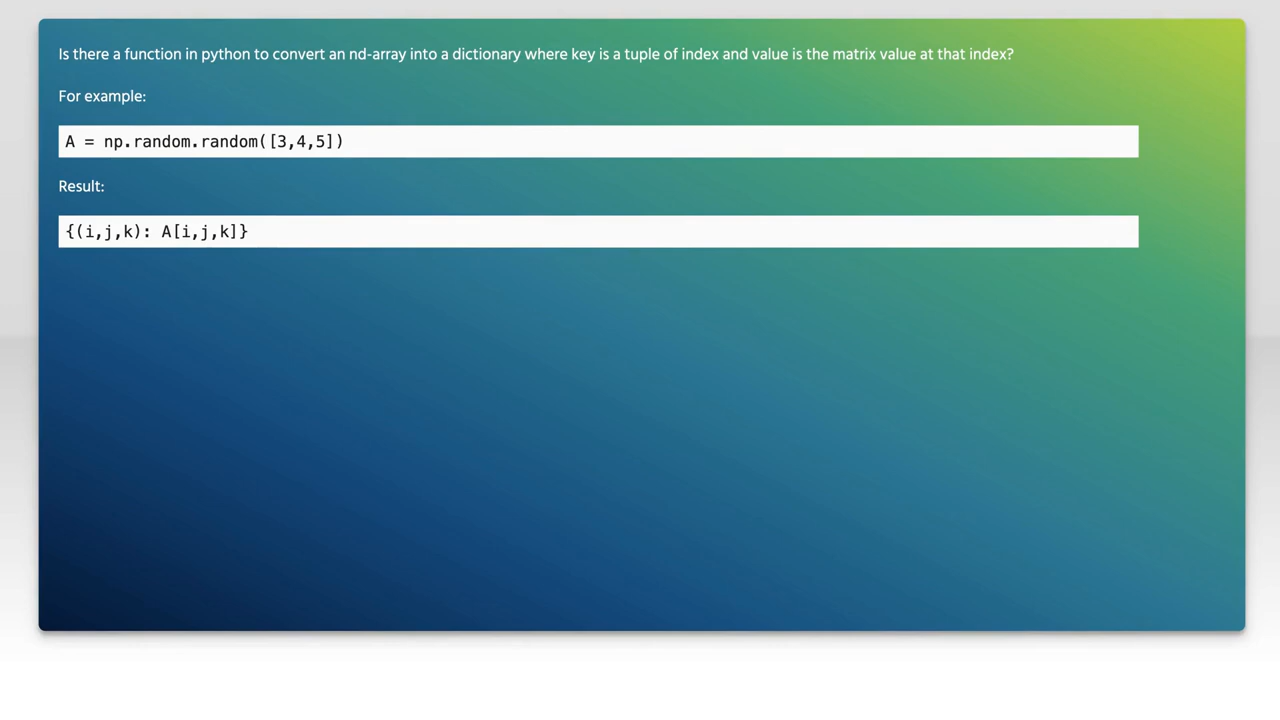 Is there a function in python to convert an nd-array into a dictionary where key is a tuple of index and value is the matrix value at that index?
For example:
A = np.random.random([3,4,5])
Result:
{(i,j,k): A[i,j,k]}